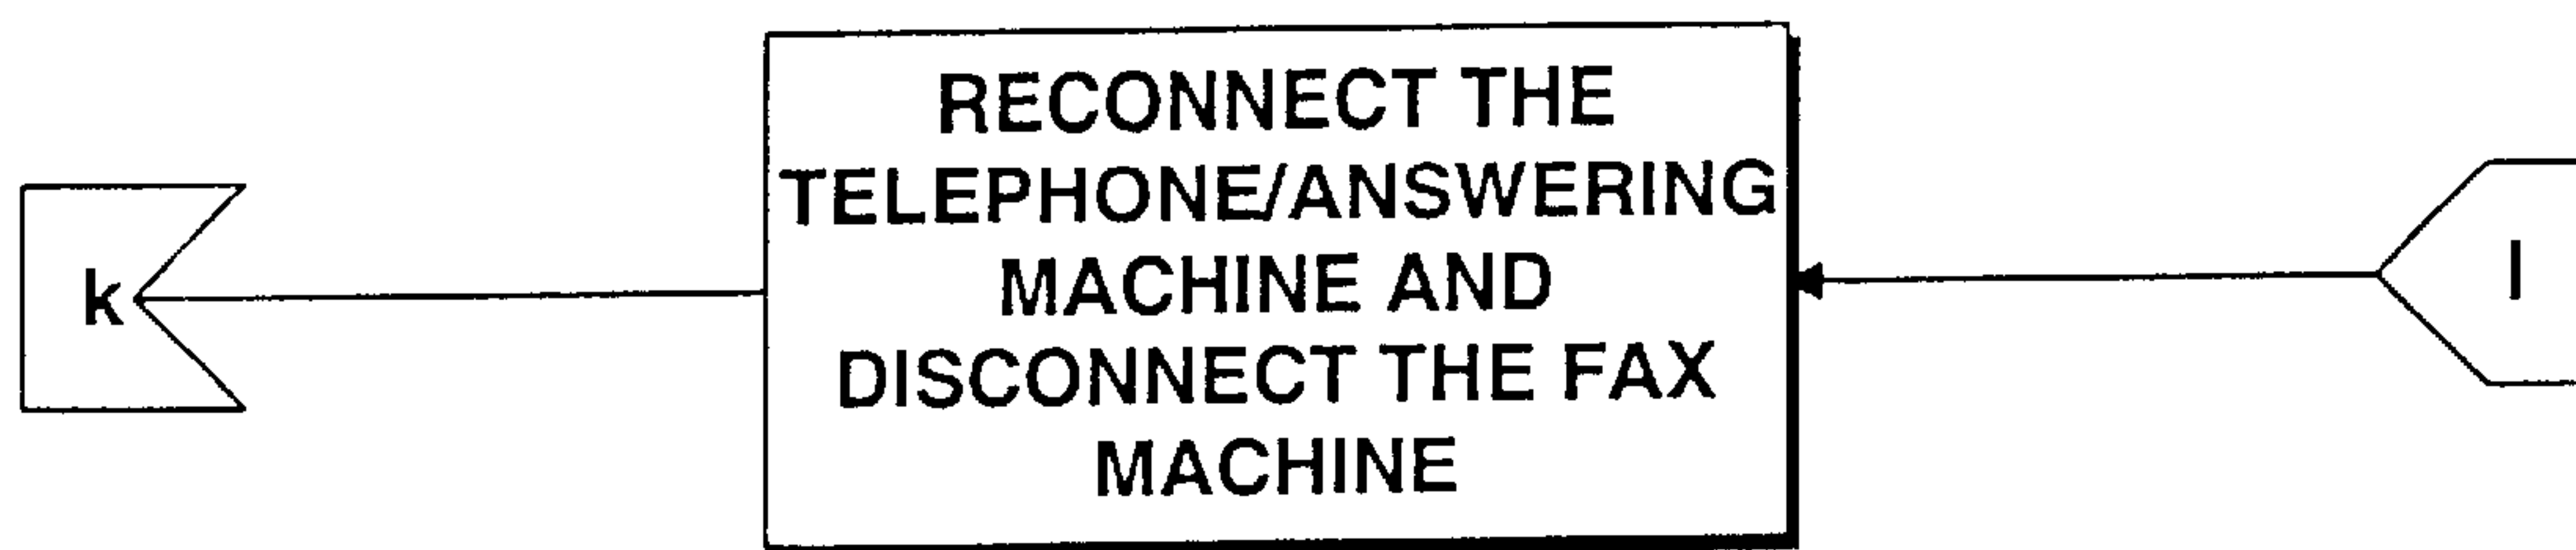 RECONNECT THE
TELEPHONE/ANSWERING
MACHINE AND
DISCONNECT THE FAX
MACHINE
k
l